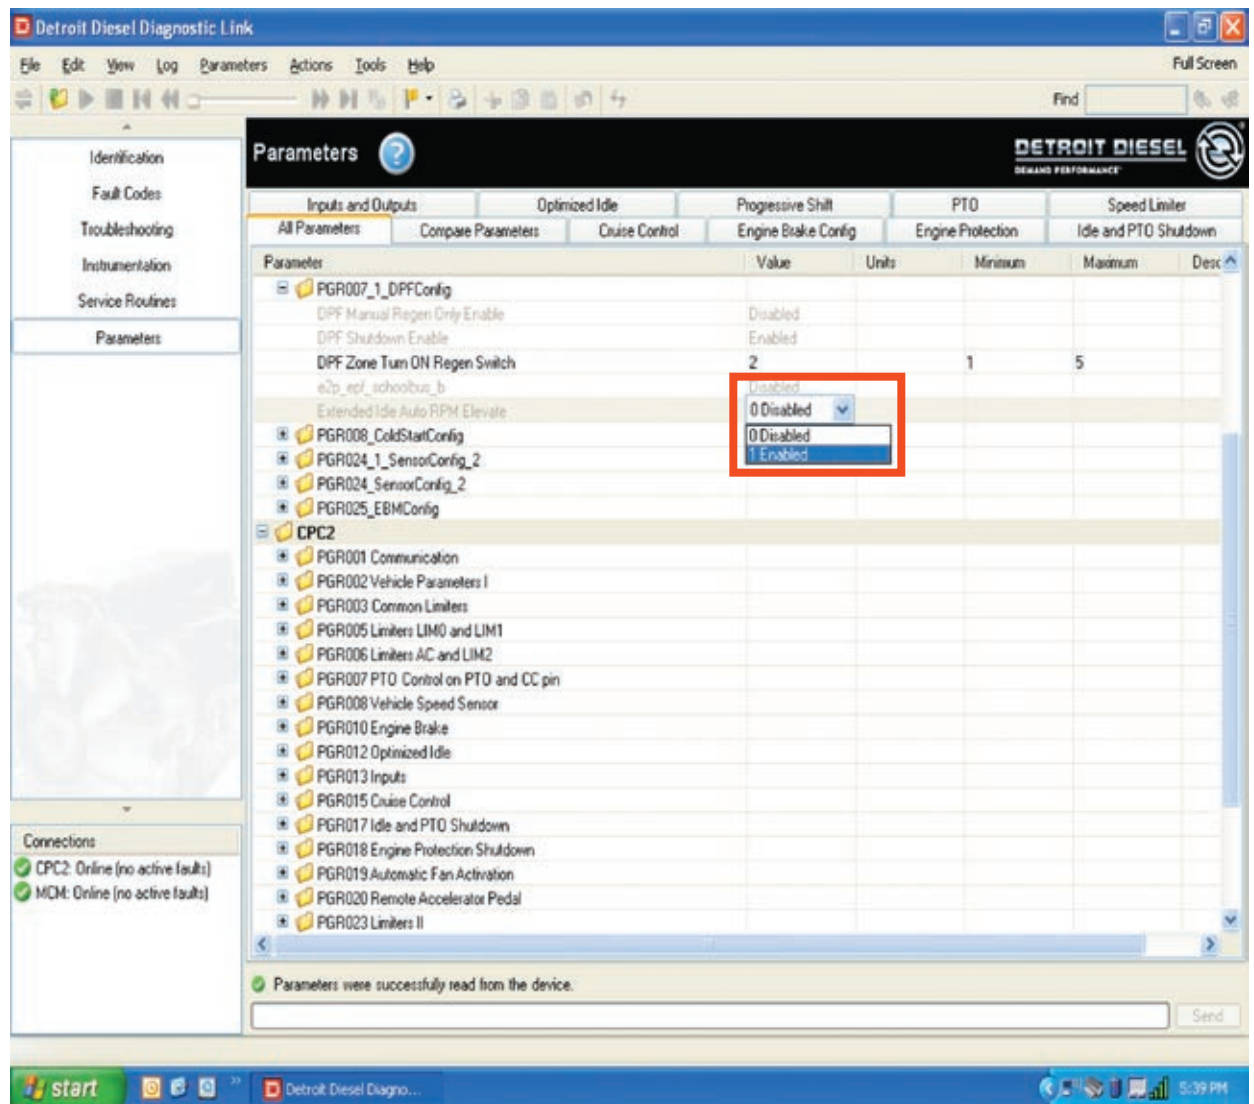 Detroit Diesel Diagnostic Link
File Edit View Log Parameters Actions Tools Help Full Screen
Find
Identification
Fault Codes
Troubleshooting
Instrumentation
Service Routines
Parameters
Parameters ?
DETROIT DIESEL
DEMAND PERFORMANCE
Inputs and Outputs Optimized Idle Progressive Shift PTO Speed Limiter
All Parameters Compare Parameters Cruise Control Engine Brake Config Engine Protection Idle and PTO Shutdown
Parameter Value Units Minimum Maximum Desc
PGR007_1_DPFConfig
DPF Manual Regen Only Enable Disabled
DPF Shutdown Enable Enabled
DPF Zone Turn ON Regen Switch 2 1 5
e2p_epf_schoolbus_b Disabled
Extended Idle Auto RPM Elevate 0 Disabled
0 Disabled
1 Enabled
PGR008_ColdStartConfig
PGR024_1_SensorConfig_2
PGR024_SensorConfig_2
PGR025_EBMConfig
CPC2
PGR001 Communication
PGR002 Vehicle Parameters I
PGR003 Common Limiters
PGR005 Limiters LIM0 and LIM1
PGR006 Limiters AC and LIM2
PGR007 PTO Control on PTO and CC pin
PGR008 Vehicle Speed Sensor
PGR010 Engine Brake
PGR012 Optimized Idle
PGR013 Inputs
PGR015 Cruise Control
PGR017 Idle and PTO Shutdown
PGR018 Engine Protection Shutdown
PGR019 Automatic Fan Activation
PGR020 Remote Accelerator Pedal
PGR023 Limiters II
Connections
CPC2: Online (no active faults)
MCM: Online (no active faults)
Parameters were successfully read from the device.
Send
start Detroit Diesel Diagno... 5:39 PM